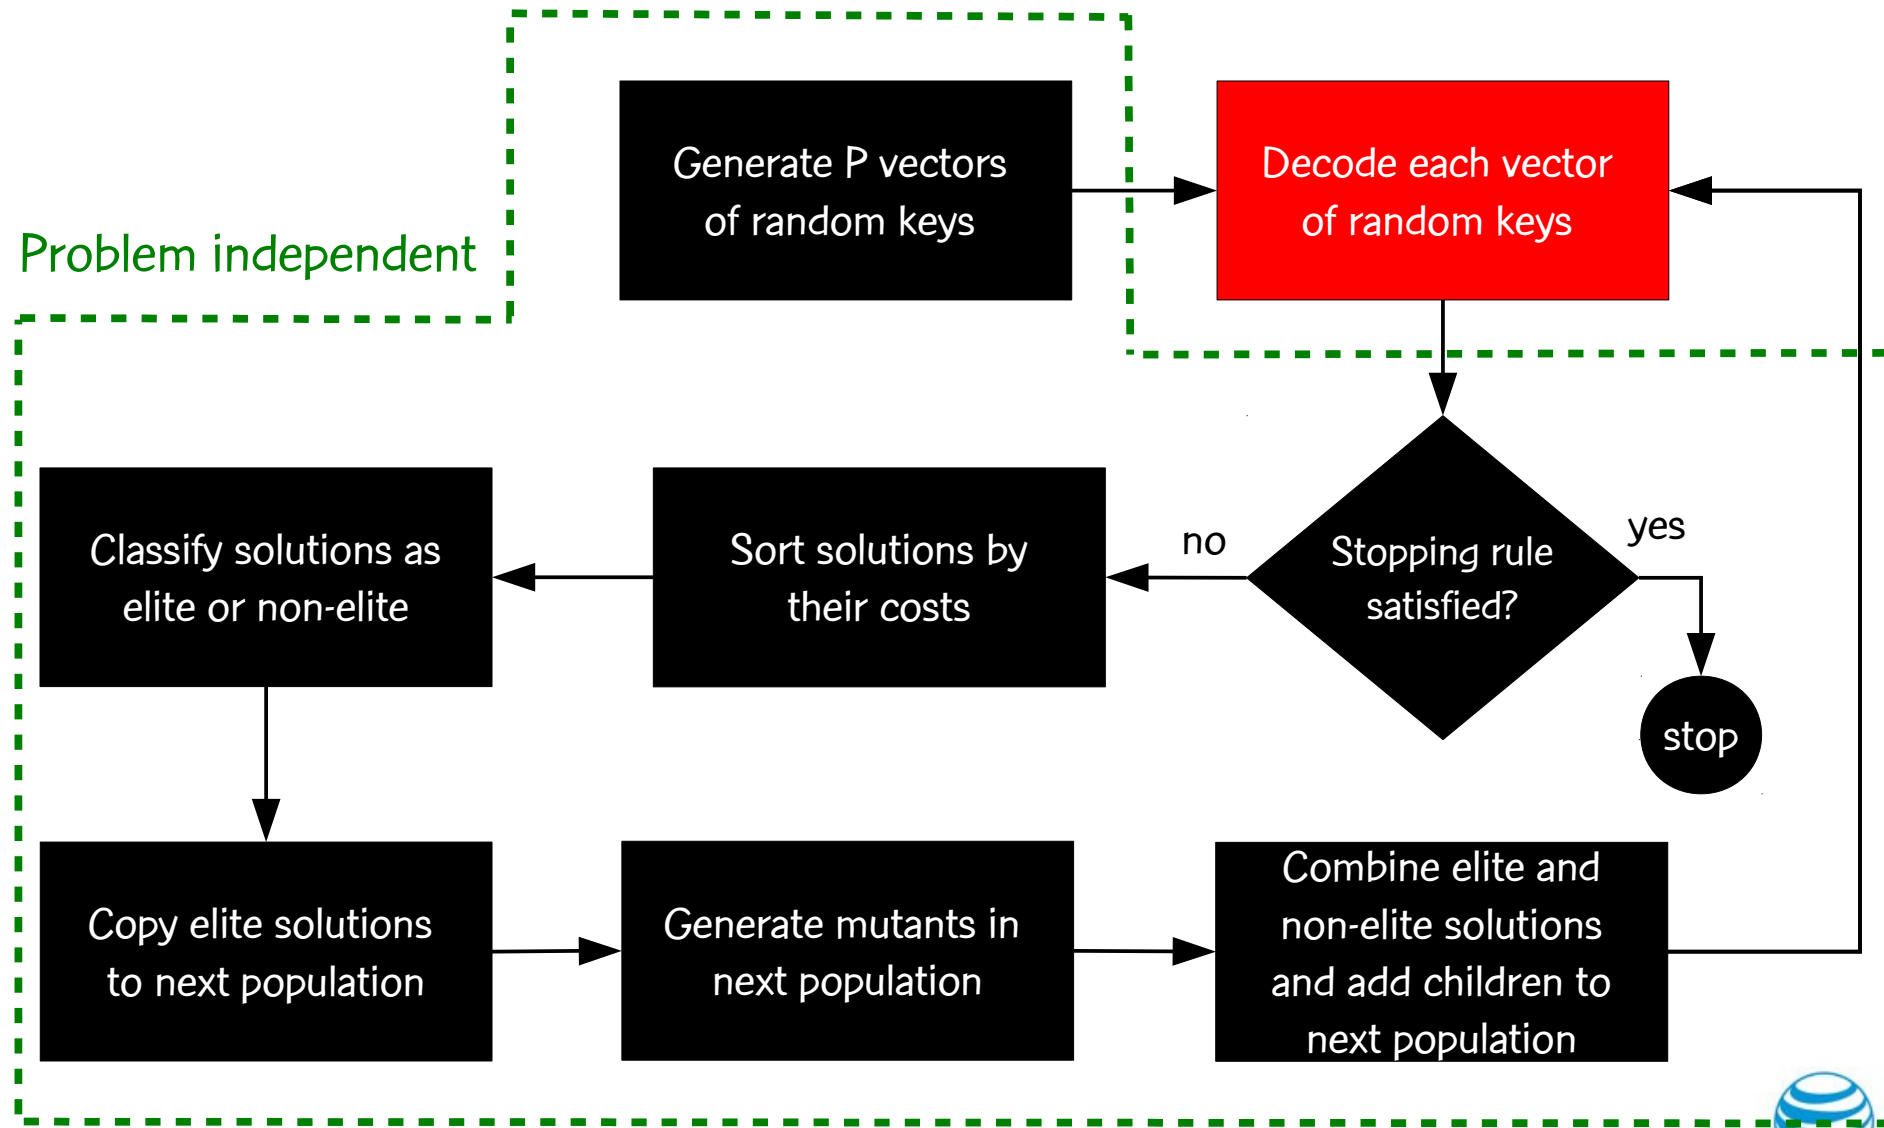 Generate P vectors
of random keys
Decode each vector
of random keys
Problem independent
Classify solutions as
elite or non-elite
Sort solutions by
their costs
no
Stopping rule
satisfied?
yes
stop
Copy elite solutions
to next population
Generate mutants in
next population
Combine elite and
non-elite solutions
and add children to
next population